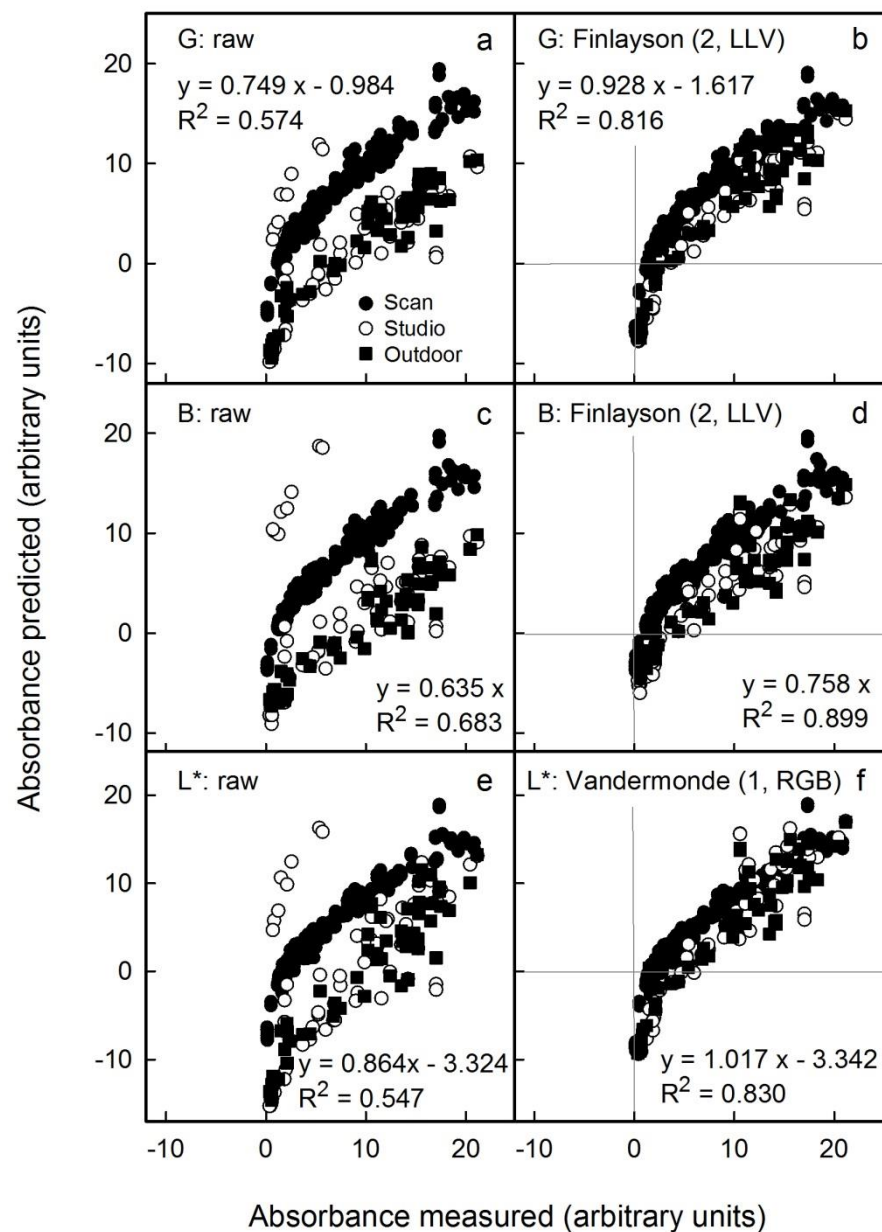 G: raw a
y = 0.749 x - 0.984
R² = 0.574
Scan
Studio
Outdoor
G: Finlayson (2, LLV) b
y = 0.928 x - 1.617
R² = 0.816
20
10
0
-10
B: raw c
y = 0.635 x
R² = 0.683
B: Finlayson (2, LLV) d
y = 0.758 x
R² = 0.899
20
10
0
-10
L*: raw e
y = 0.864x - 3.324
R² = 0.547
L*: Vandermonde (1, RGB) f
y = 1.017 x - 3.342
R² = 0.830
20
10
0
-10
-10 0 10 20 -10 0 10 20
Absorbance predicted (arbitrary units)
Absorbance measured (arbitrary units)